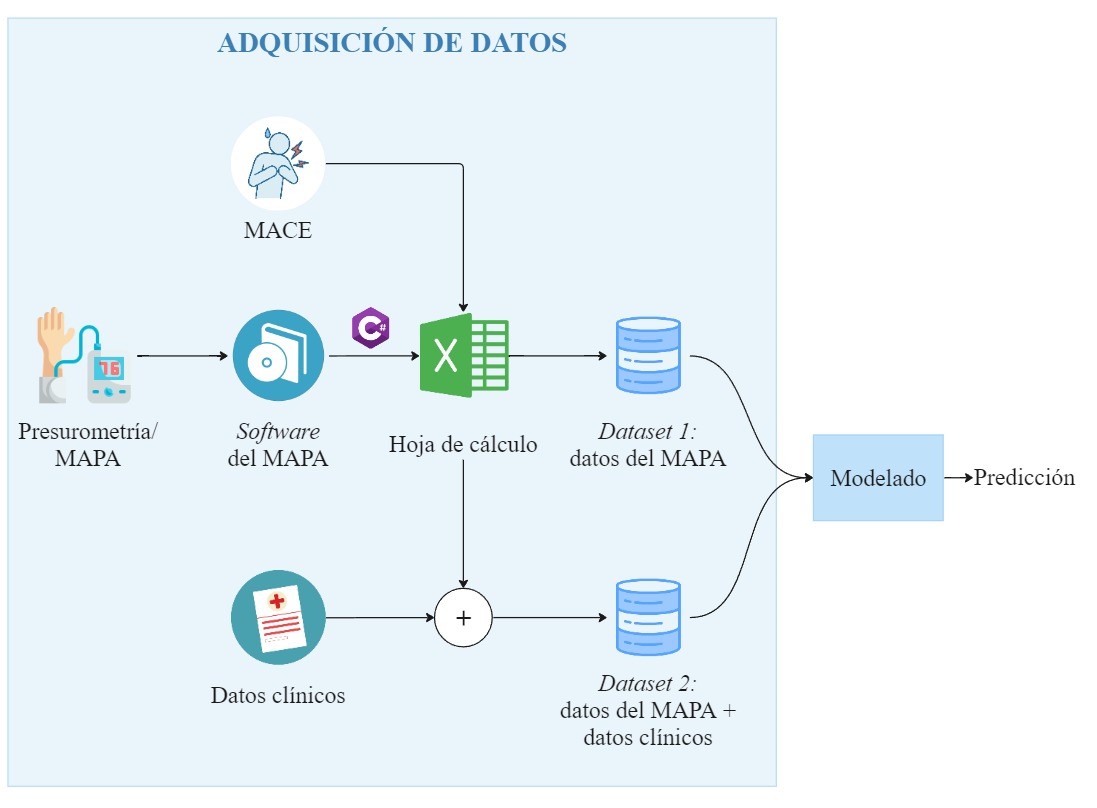 ADQUISICIÓN DE DATOS
MACE
C#
76
X
Presurometría/
MAPA
Software
del MAPA
Hoja de cálculo
Dataset 1:
datos del MAPA
Modelado
Predicción
+
Datos clínicos
Dataset 2:
datos del MAPA +
datos clínicos